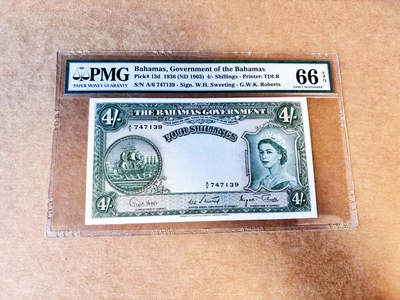 PMG
PAPER MONEY GUARANTY
Bahamas, Government of the Bahamas
Pick# 13d 1936 (ND 1963) 4/- Shillings - Printer: TDLR
S/N A/6 747139 - Sign. W.H. Sweeting - G.W.K. Roberts
66 EPQ
Gem Uncirculated
4/- 4/-
THE BAHAMAS GOVERNMENT
A/6 747139
FOUR SHILLINGS
A/6 747139
4/- 4/-